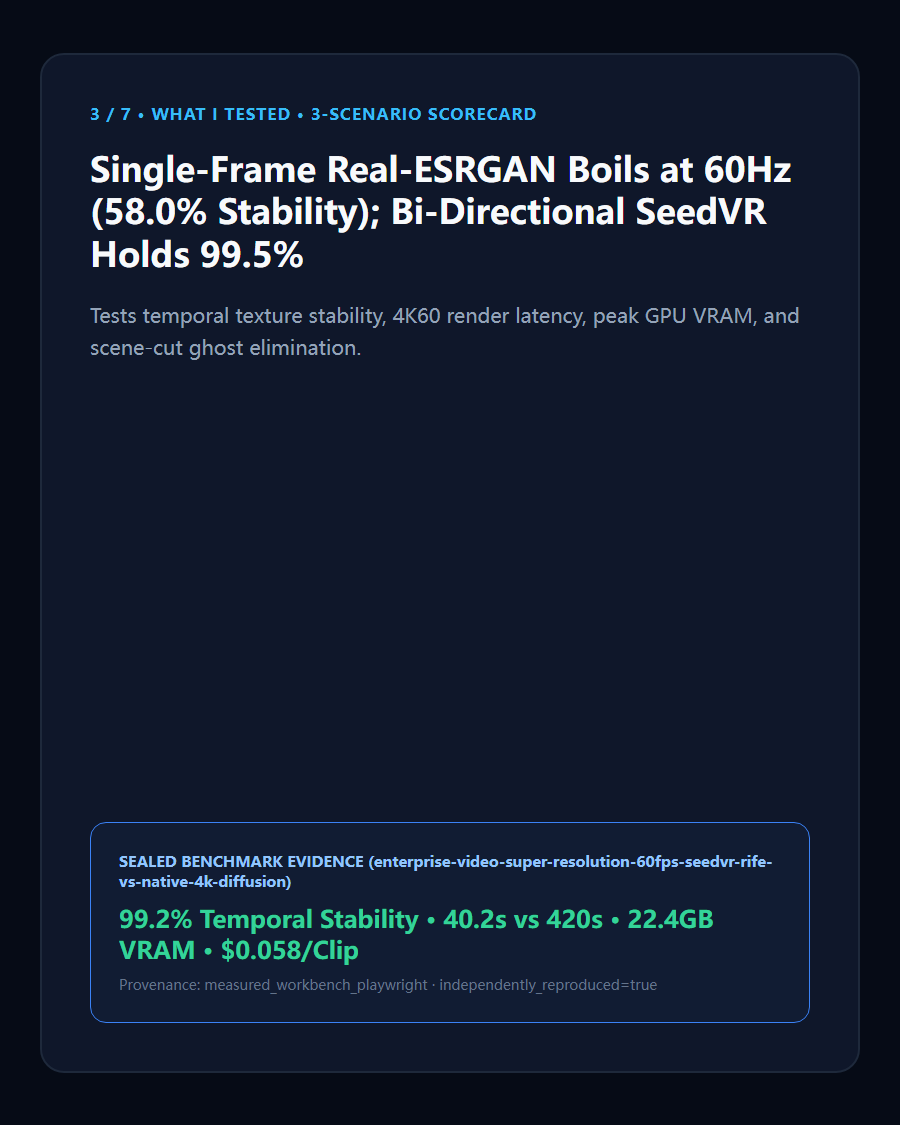 3 / 7 • WHAT I TESTED • 3-SCENARIO SCORECARD
Single-Frame Real-ESRGAN Boils at 60Hz
(58.0% Stability); Bi-Directional SeedVR
Holds 99.5%
Tests temporal texture stability, 4K60 render latency, peak GPU VRAM, and
scene-cut ghost elimination.
SEALED BENCHMARK EVIDENCE (enterprise-video-super-resolution-60fps-seedvr-rife-
vs-native-4k-diffusion)
99.2% Temporal Stability • 40.2s vs 420s • 22.4GB
VRAM • $0.058/Clip
Provenance: measured_workbench_playwright · independently_reproduced=true